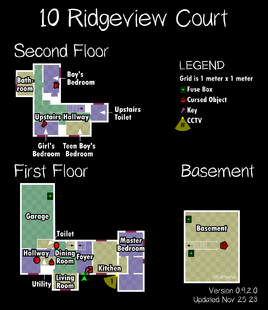 10 Ridgeview Court
Second Floor
LEGEND
Grid is 1 meter x 1 meter
Fuse Box
Cursed Object
Key
CCTV
Bath-
room
Boy's
Bedroom
Upstairs Hallway
Upstairs
Toilet
Girl's
Bedroom
Teen Boy's
Bedroom
First Floor
Basement
Garage
Toilet
Hallway
Dining
Room
Foyer
Master
Bedroom
Kitchen
Utility
Living
Room
Basement
Version 0.9.2.0
Updated Nov 25 23